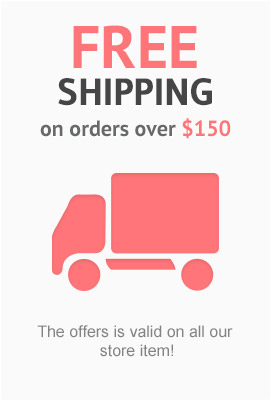 FREE
SHIPPING
on orders over $150
The offers is valid on all our
store item!